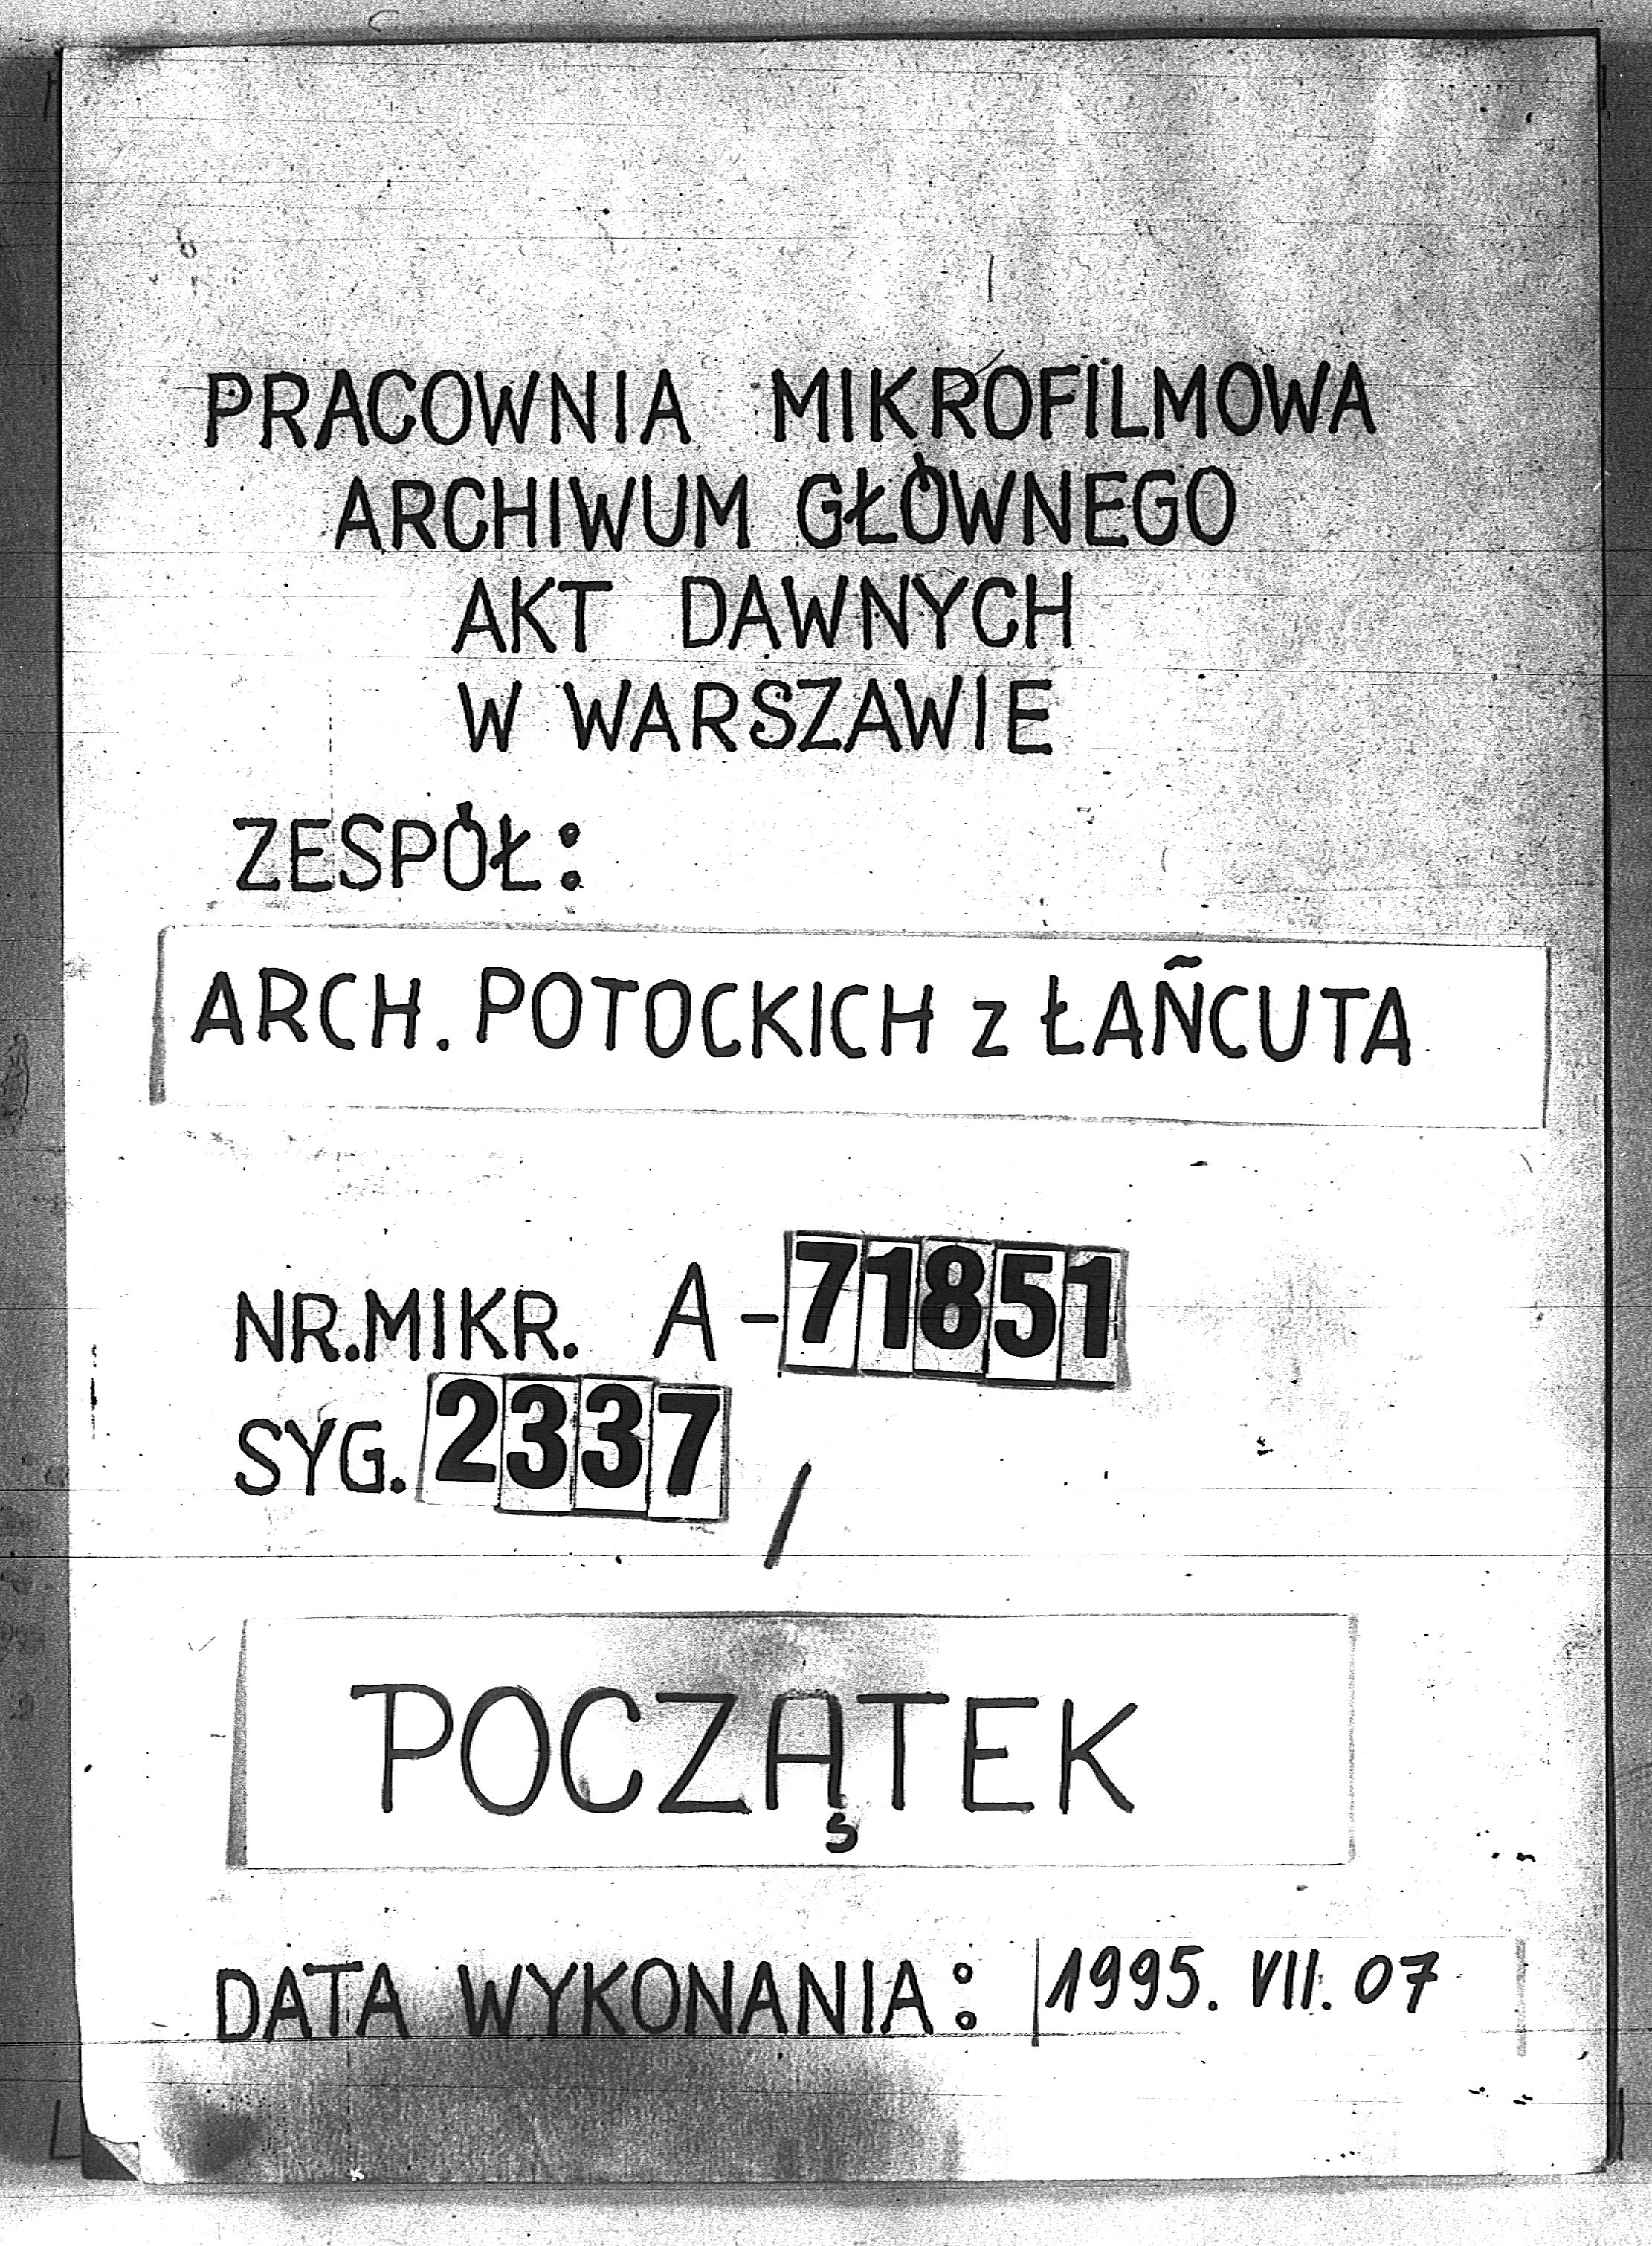 PRACOWNIA MIKROFILMOWA
ARCHIWUM GŁÓWNEGO
AKT DAWNYCH
W WARSZAWIE
ZESPÓŁ:
ARCH. POTOCKICH z ŁAŃCUTA
NR.MIKR. A-71851
SYG. 2337 /
POCZĄTEK
DATA WYKONANIA: 1995. VII. 07